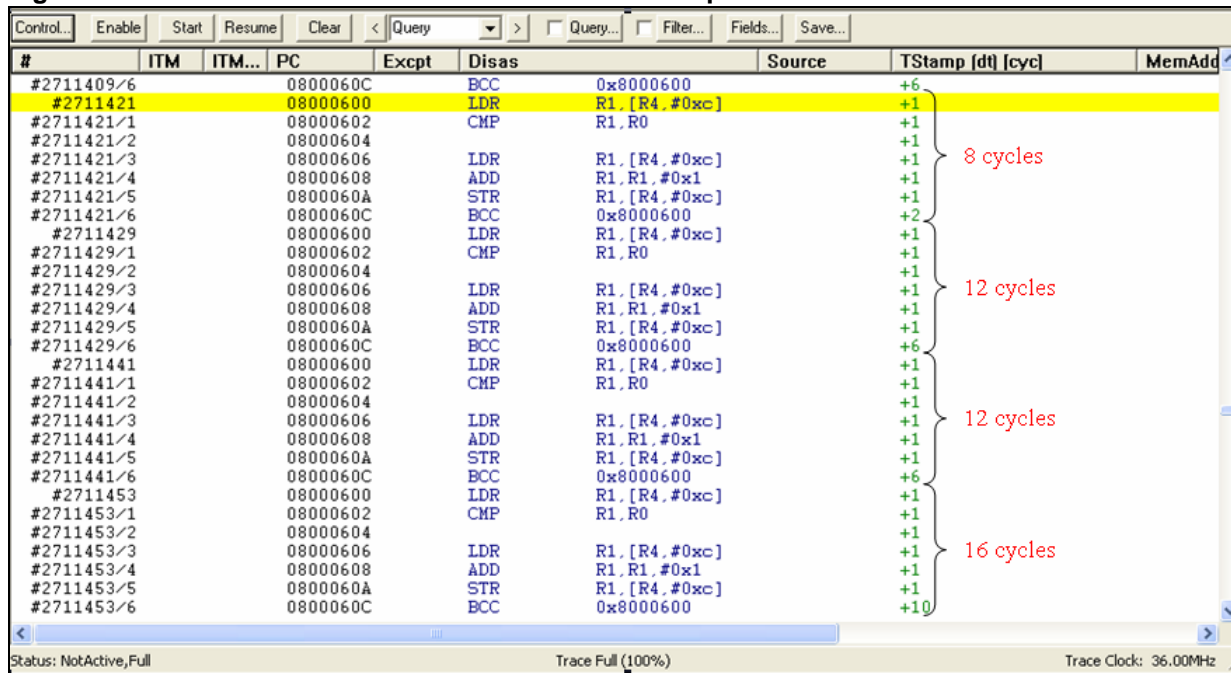 Control... Enable Start Resume Clear < Query > Query... Filter... Fields... Save...
# ITM ITM... PC Excpt Disas Source TStamp [dt] [cyc] MemAdd
#2711409/6 0800060C BCC 0x8000600 +6
#2711421 08000600 LDR R1,[R4,#0xc] +1
#2711421/1 08000602 CMP R1,R0 +1
#2711421/2 08000604 +1
#2711421/3 08000606 LDR R1,[R4,#0xc] +1 8 cycles
#2711421/4 08000608 ADD R1,R1,#0x1 +1
#2711421/5 0800060A STR R1,[R4,#0xc] +1
#2711421/6 0800060C BCC 0x8000600 +2
#2711429 08000600 LDR R1,[R4,#0xc] +1
#2711429/1 08000602 CMP R1,R0 +1
#2711429/2 08000604 +1
#2711429/3 08000606 LDR R1,[R4,#0xc] +1 12 cycles
#2711429/4 08000608 ADD R1,R1,#0x1 +1
#2711429/5 0800060A STR R1,[R4,#0xc] +1
#2711429/6 0800060C BCC 0x8000600 +6
#2711441 08000600 LDR R1,[R4,#0xc] +1
#2711441/1 08000602 CMP R1,R0 +1
#2711441/2 08000604 +1
#2711441/3 08000606 LDR R1,[R4,#0xc] +1 12 cycles
#2711441/4 08000608 ADD R1,R1,#0x1 +1
#2711441/5 0800060A STR R1,[R4,#0xc] +1
#2711441/6 0800060C BCC 0x8000600 +6
#2711453 08000600 LDR R1,[R4,#0xc] +1
#2711453/1 08000602 CMP R1,R0 +1
#2711453/2 08000604 +1
#2711453/3 08000606 LDR R1,[R4,#0xc] +1 16 cycles
#2711453/4 08000608 ADD R1,R1,#0x1 +1
#2711453/5 0800060A STR R1,[R4,#0xc] +1
#2711453/6 0800060C BCC 0x8000600 +10
Status: NotActive,Full Trace Full (100%) Trace Clock: 36.00MHz